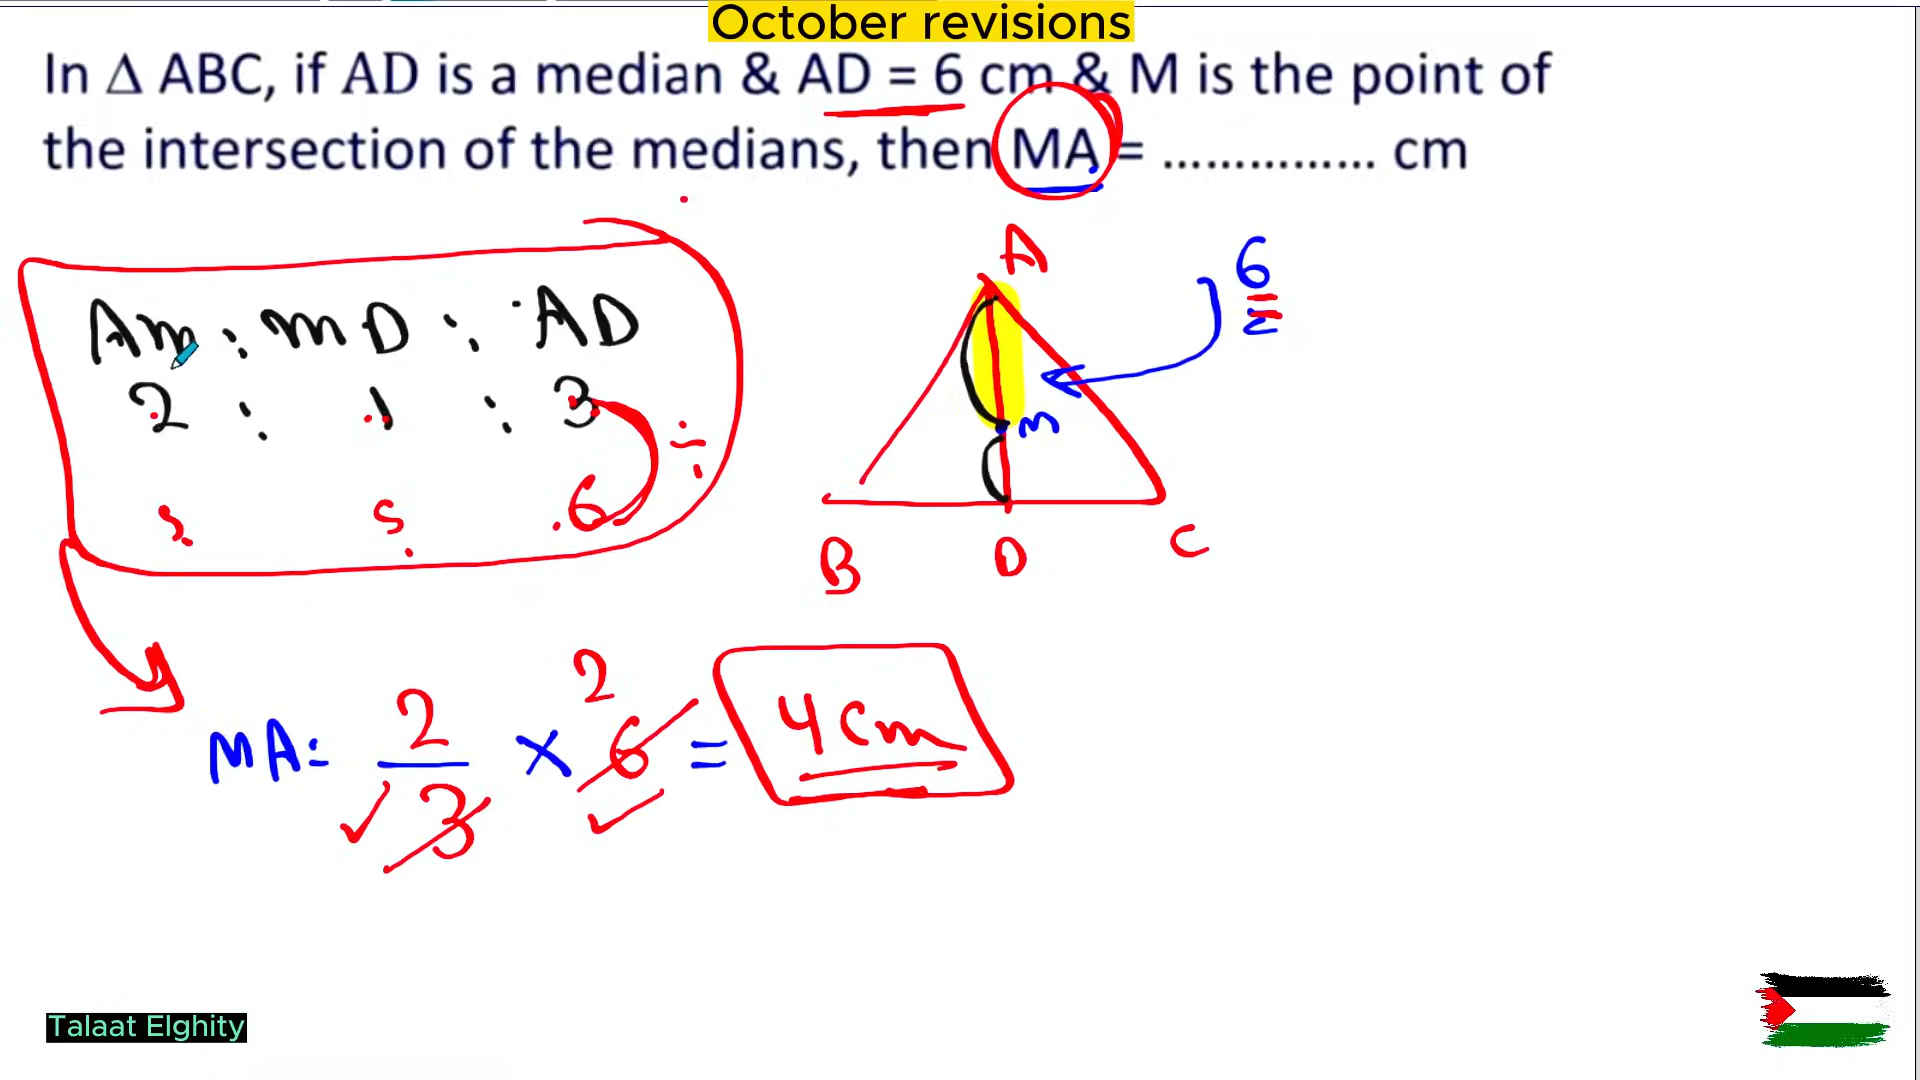 October revisions
In Δ ABC, if AD is a median & AD = 6 cm & M is the point of
the intersection of the medians, then MA = ............... cm
Am : mD : AD
2 : 1 : 3
6
A
6
m
B D C
MA = 2/3 × 6 = 4 cm
2
Talaat Elghity